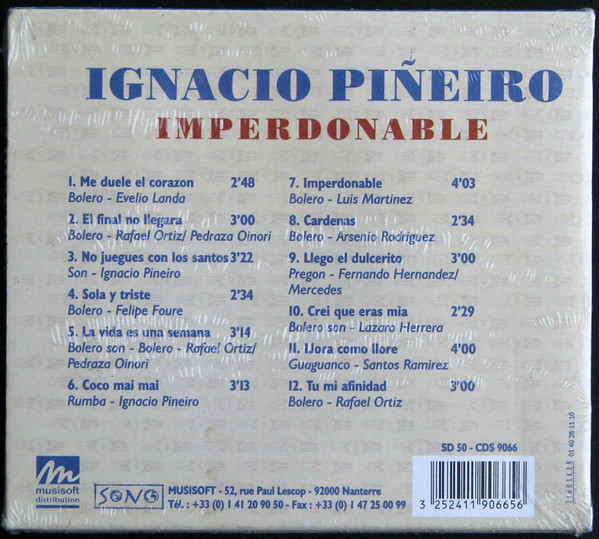 IGNACIO PIÑEIRO
IMPERDONABLE
1. Me duele el corazon 2'48
Bolero - Evelio Landa
2. El final no llegara 3'00
Bolero - Rafael Ortiz/ Pedraza Oinori
3. No juegues con los santos 3'22
Son - Ignacio Pineiro
4. Sola y triste 2'34
Bolero - Felipe Foure
5. La vida es una semana 3'14
Bolero son - Bolero - Rafael Ortiz/
Pedraza Oinuri
6. Coco mai mai 3'13
Rumba - Ignacio Pineiro
7. Imperdonable 4'03
Bolero - Luis Martinez
8. Cardenas 2'34
Bolero - Arsenio Rodriguez
9. Llego el dulcerito 3'00
Pregon - Fernando Hernandez/
Mercedes
10. Crei que eras mia 2'29
Bolero son - Lazaro Herrera
11. Llora como llore 4'00
Guaguanco - Santos Ramirez
12. Tu mi afinidad 3'00
Bolero - Rafael Ortiz
SD 50 - CDS 9066
musisoft
distribution
SONO
MUSISOFT - 52, rue Paul Lescop - 92000 Nanterre
Tél. : +33 (0) 1 41 20 90 50 - Fax : +33 (0) 1 47 25 00 99
3 252411 906656
01 40 26 11 10